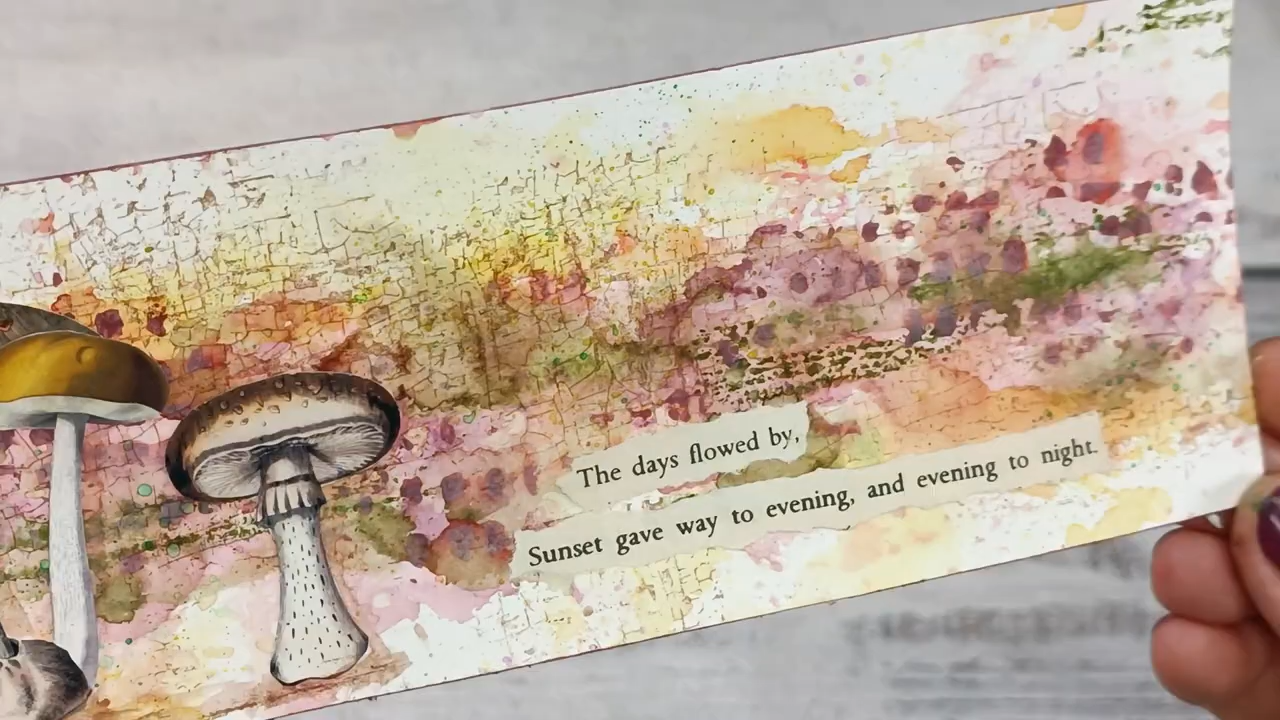 The days flowed by,
Sunset gave way to evening, and evening to night.